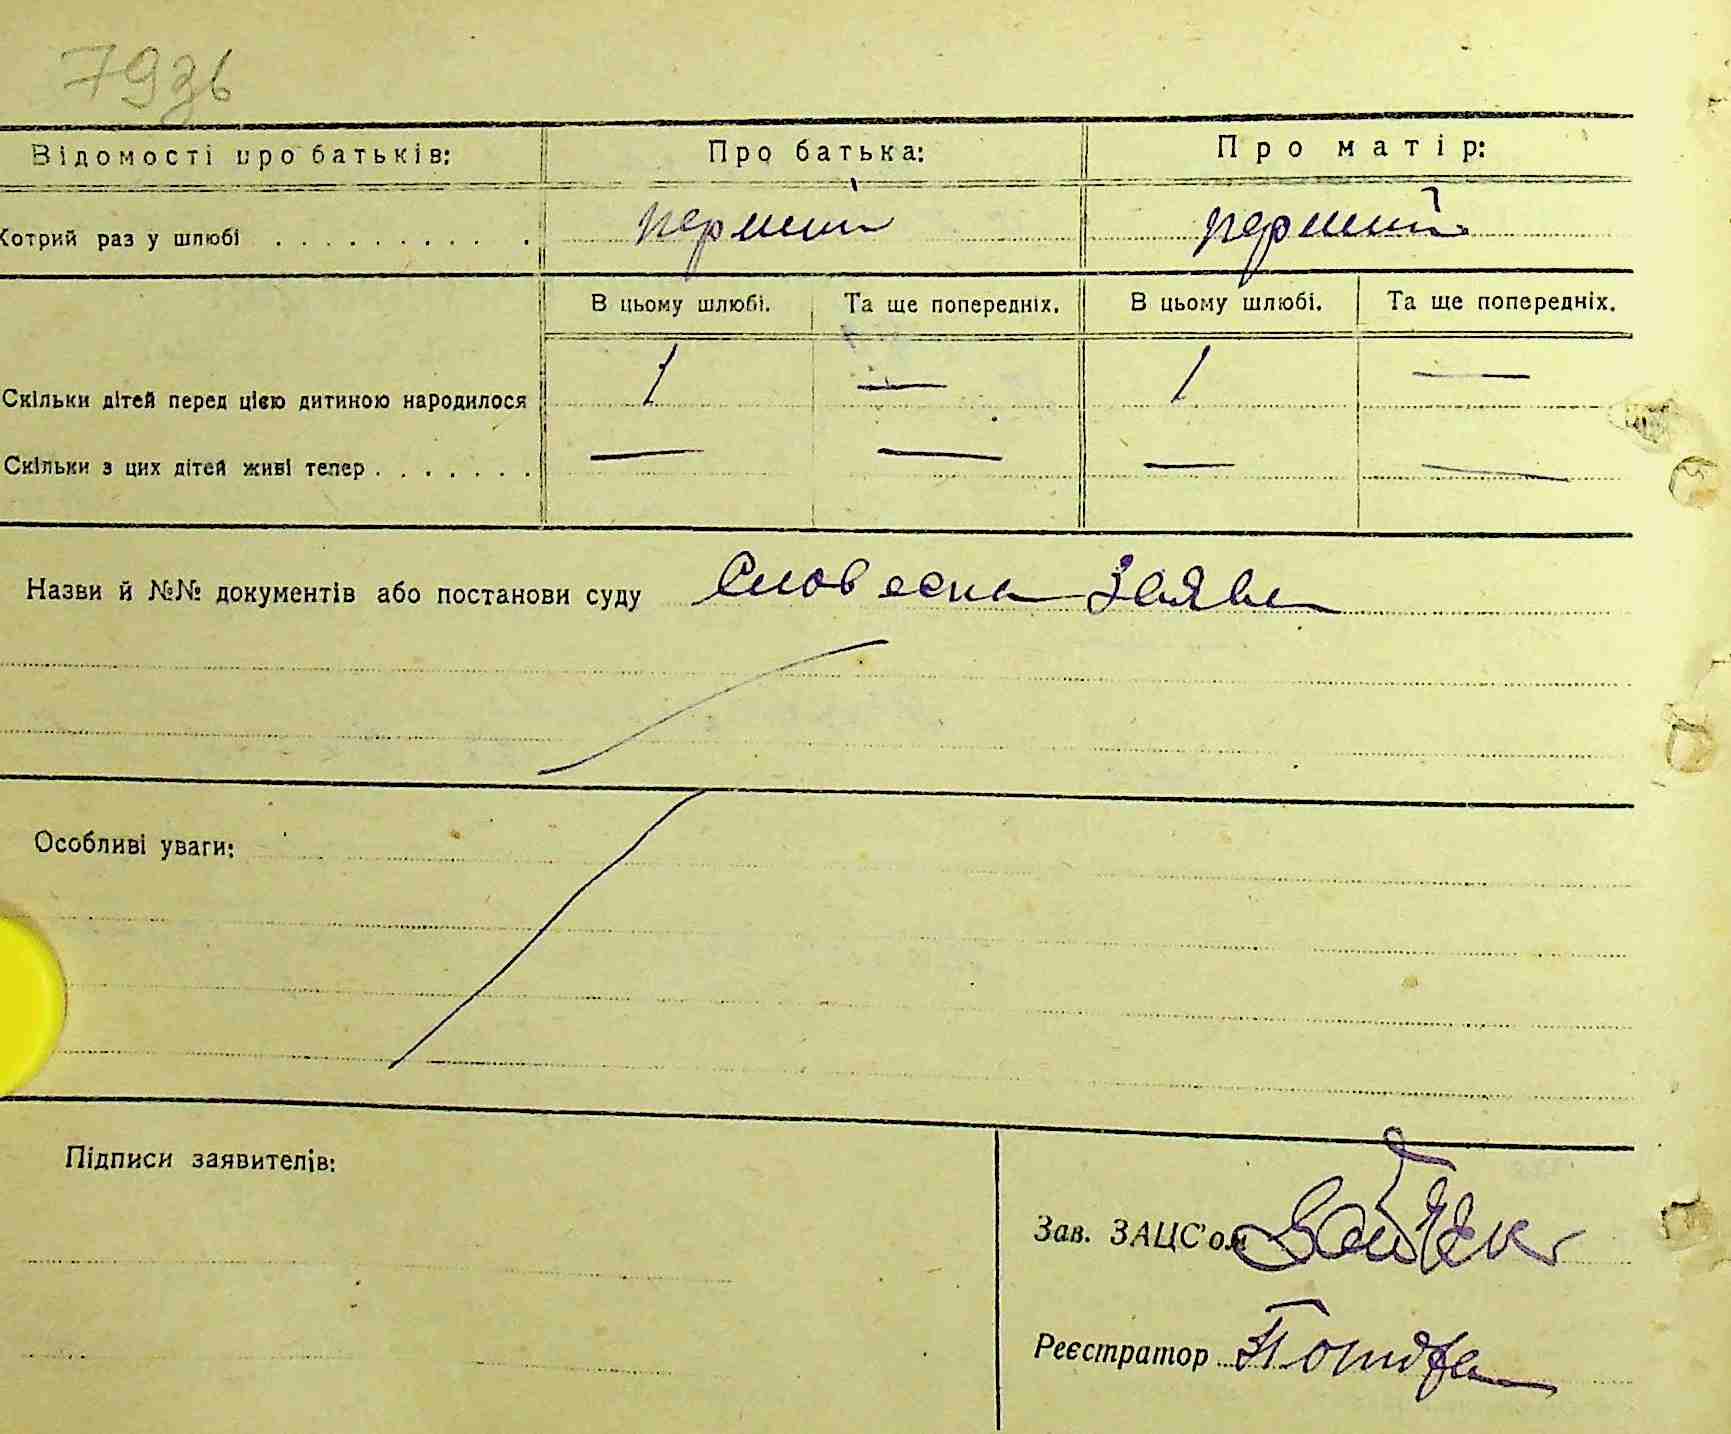 79зв
Відомості про батьків: Про батька: Про матір:
Котрий раз у шлюбі . . . . . . . . . . перший перший
В цьому шлюбі. Та ще попередніх. В цьому шлюбі. Та ще попередніх.
Скільки дітей перед цією дитиною народилося 1 — 1 —
Скільки з цих дітей живі тепер . . . . . . . — — — —
Назви й №№ документів або постанови суду Словесна заява
Особливі уваги:
Підписи заявителів:
Зав. ЗАЦС'ом
Реєстратор